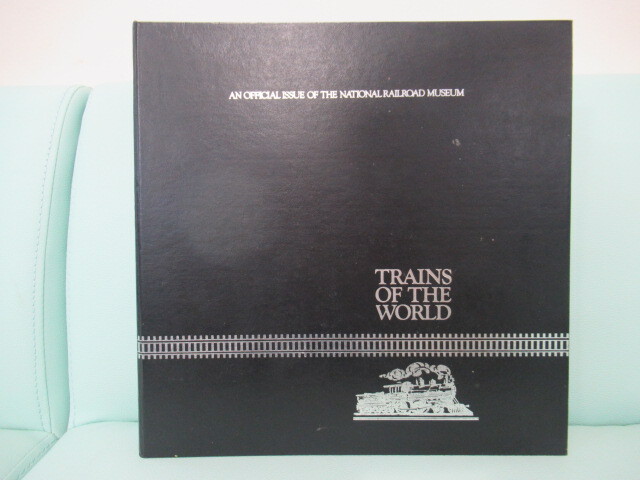 AN OFFICIAL ISSUE OF THE NATIONAL RAILROAD MUSEUM
TRAINS
OF THE
WORLD